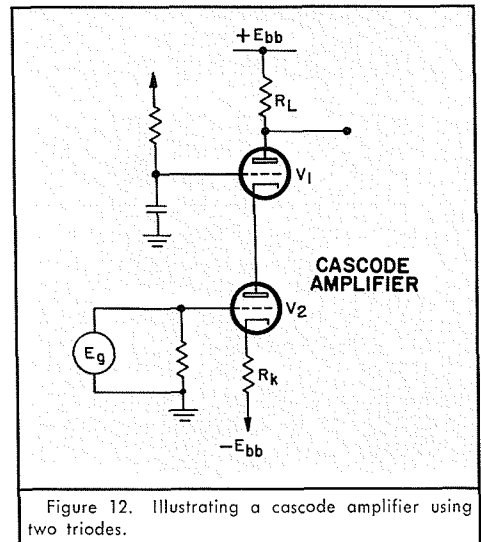 +Ebb
RL
V1
CASCODE
AMPLIFIER
V2
Eg
Rk
-Ebb
Figure 12. Illustrating a cascode amplifier using
two triodes.